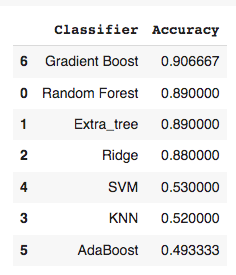 Classifier Accuracy
6 Gradient Boost 0.906667
0 Random Forest 0.890000
1 Extra_tree 0.890000
2 Ridge 0.880000
4 SVM 0.530000
3 KNN 0.520000
5 AdaBoost 0.493333